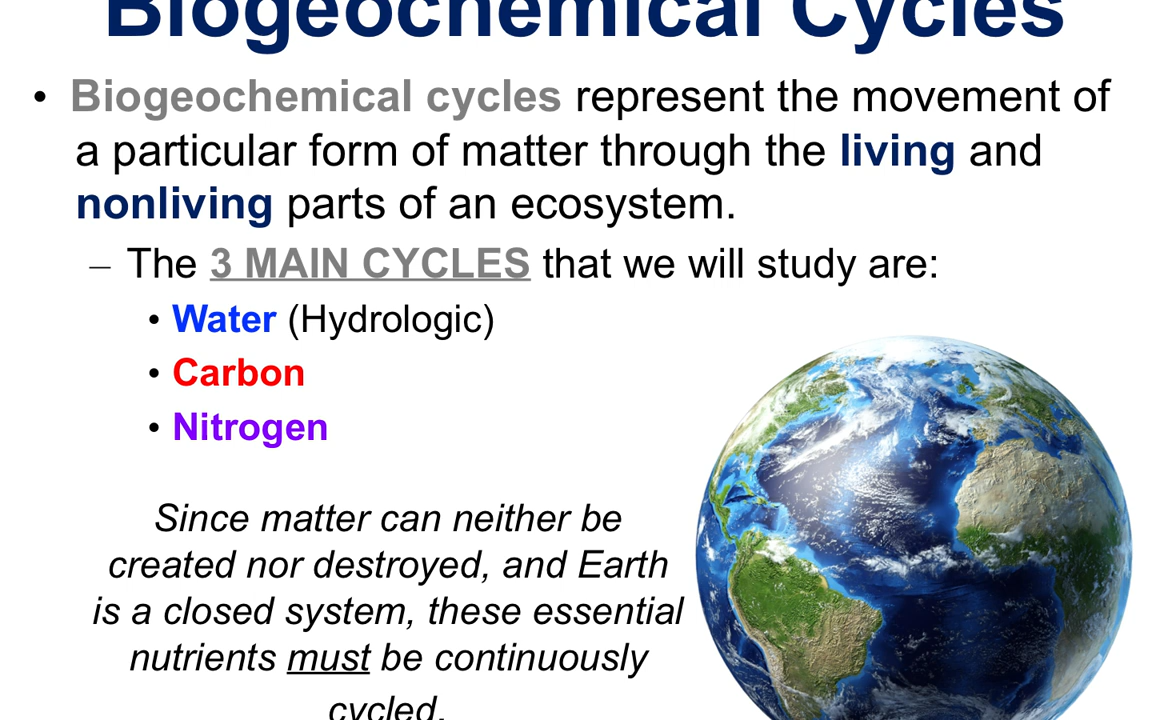 Biogeochemical Cycles
• Biogeochemical cycles represent the movement of
a particular form of matter through the living and
nonliving parts of an ecosystem.
– The 3 MAIN CYCLES that we will study are:
• Water (Hydrologic)
• Carbon
• Nitrogen
Since matter can neither be
created nor destroyed, and Earth
is a closed system, these essential
nutrients must be continuously
cycled.